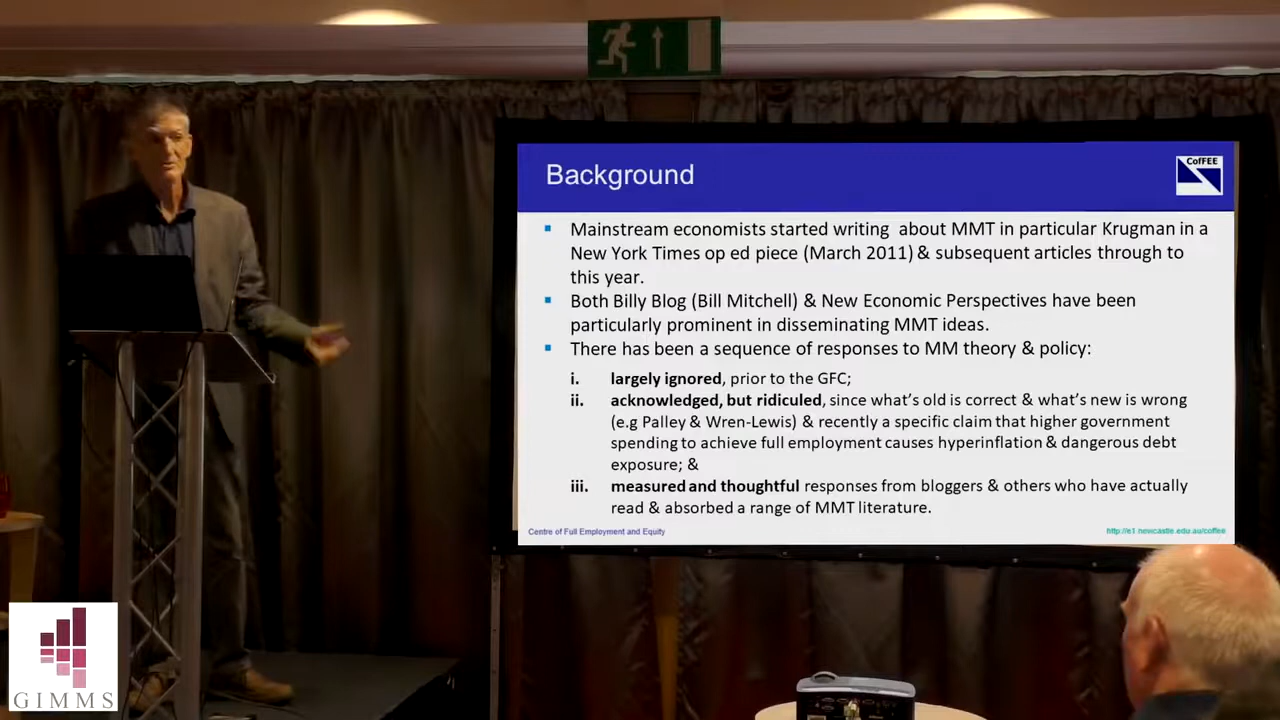 Background
CofFEE
Mainstream economists started writing about MMT in particular Krugman in a
New York Times op ed piece (March 2011) & subsequent articles through to
this year.
Both Billy Blog (Bill Mitchell) & New Economic Perspectives have been
particularly prominent in disseminating MMT ideas.
There has been a sequence of responses to MM theory & policy:
i. largely ignored, prior to the GFC;
ii. acknowledged, but ridiculed, since what's old is correct & what's new is wrong
(e.g Palley & Wren-Lewis) & recently a specific claim that higher government
spending to achieve full employment causes hyperinflation & dangerous debt
exposure; &
iii. measured and thoughtful responses from bloggers & others who have actually
read & absorbed a range of MMT literature.
Centre of Full Employment and Equity
http://e1.newcastle.edu.au/coffee
GIMMS